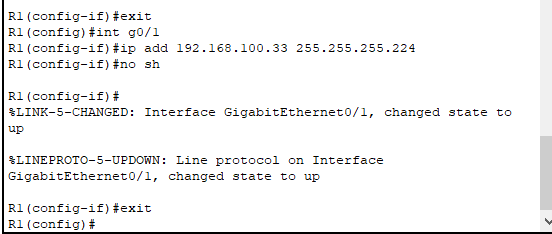 R1(config-if)#exit
R1(config)#int g0/1
R1(config-if)#ip add 192.168.100.33 255.255.255.224
R1(config-if)#no sh
R1(config-if)#
%LINK-5-CHANGED: Interface GigabitEthernet0/1, changed state to
up
%LINEPROTO-5-UPDOWN: Line protocol on Interface
GigabitEthernet0/1, changed state to up
R1(config-if)#exit
R1(config)#